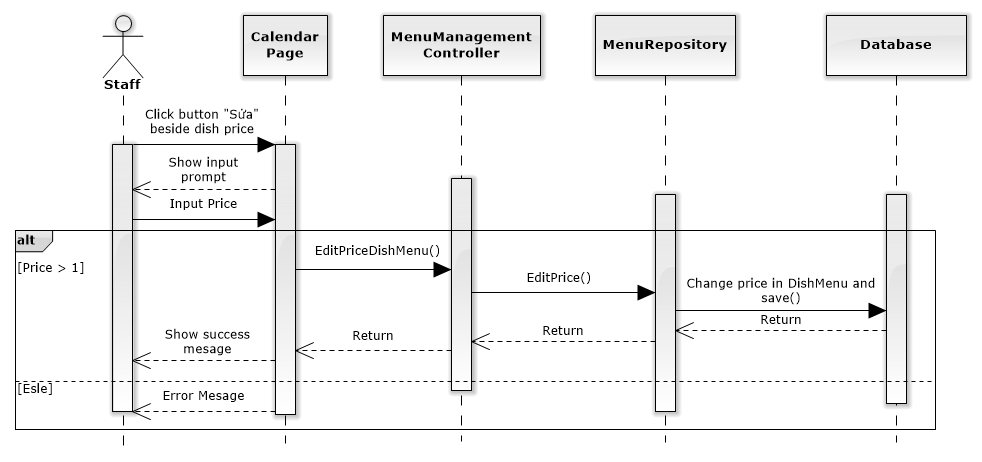 Calendar
Page
MenuManagement
Controller
MenuRepository
Database
Staff
Click button "Sửa"
beside dish price
Show input
prompt
Input Price
alt
[Price > 1]
EditPriceDishMenu()
EditPrice()
Change price in DishMenu and
save()
Return
Return
Return
Show success
mesage
[Esle]
Error Mesage